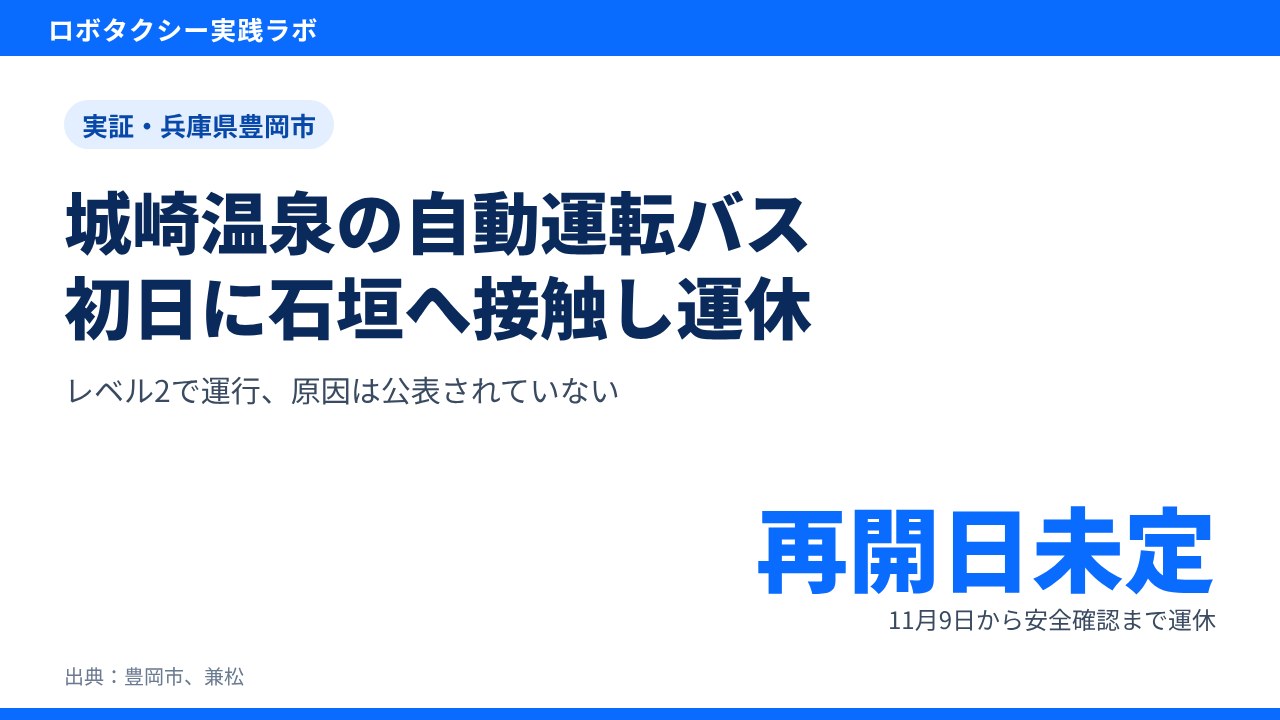 ロボタクシー実践ラボ
実証・兵庫県豊岡市
城崎温泉の自動運転バス
初日に石垣へ接触し運休
レベル2で運行、原因は公表されていない
再開日未定
11月9日から安全確認まで運休
出典：豊岡市、兼松